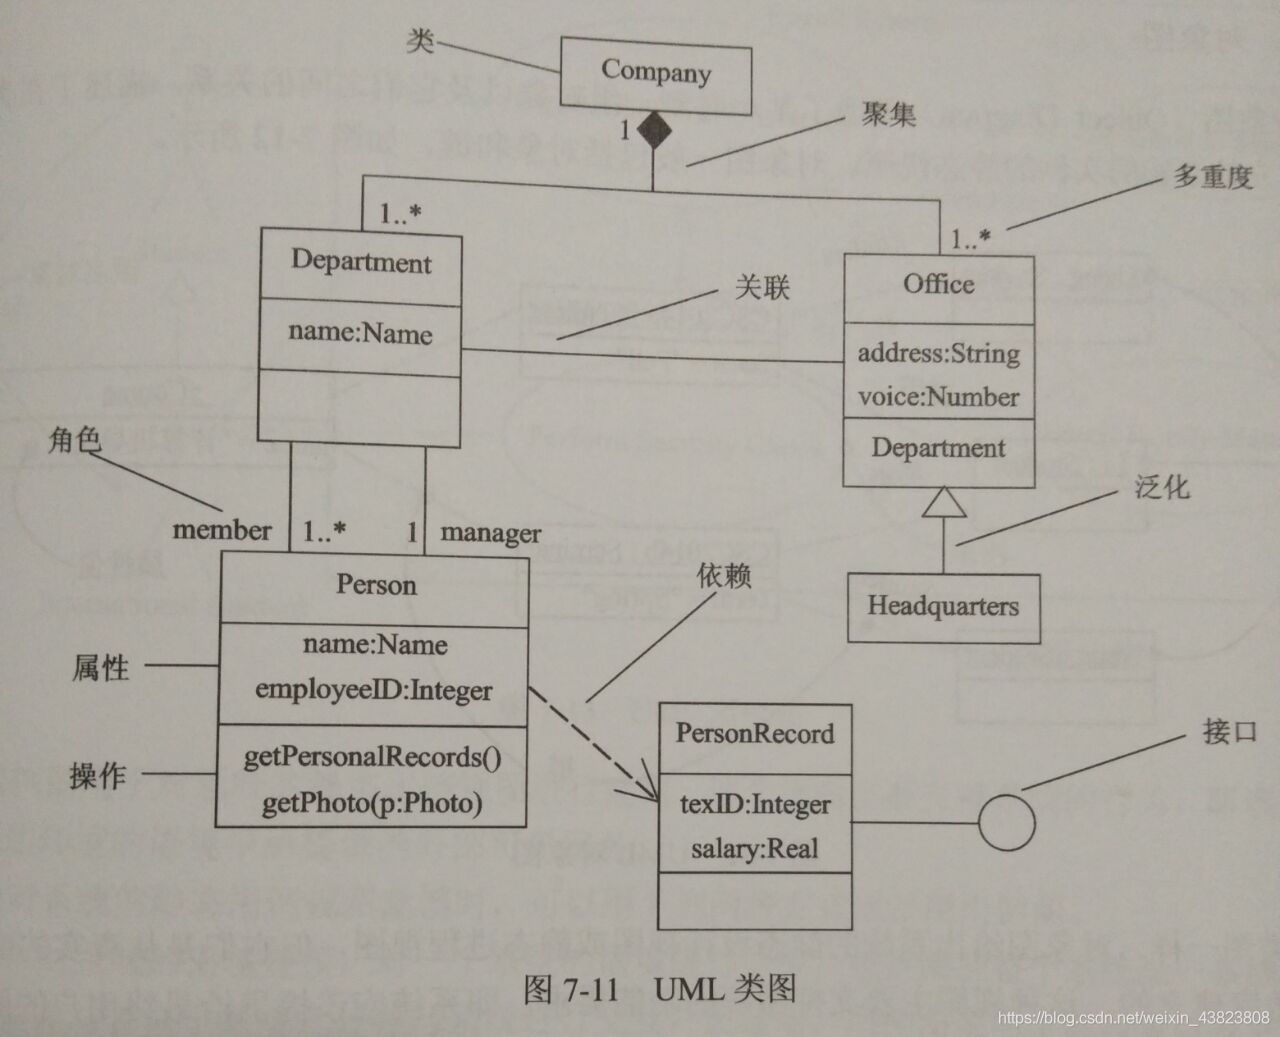 类
Company
1
聚集
多重度
1..*
1..*
Department
name:Name
关联
Office
address:String
voice:Number
Department
角色
member
1..*
1
manager
泛化
Headquarters
依赖
Person
属性
name:Name
employeeID:Integer
操作
getPersonalRecords()
getPhoto(p:Photo)
PersonRecord
texID:Integer
salary:Real
接口
图 7-11 UML 类图
https://blog.csdn.net/weixin_43823808